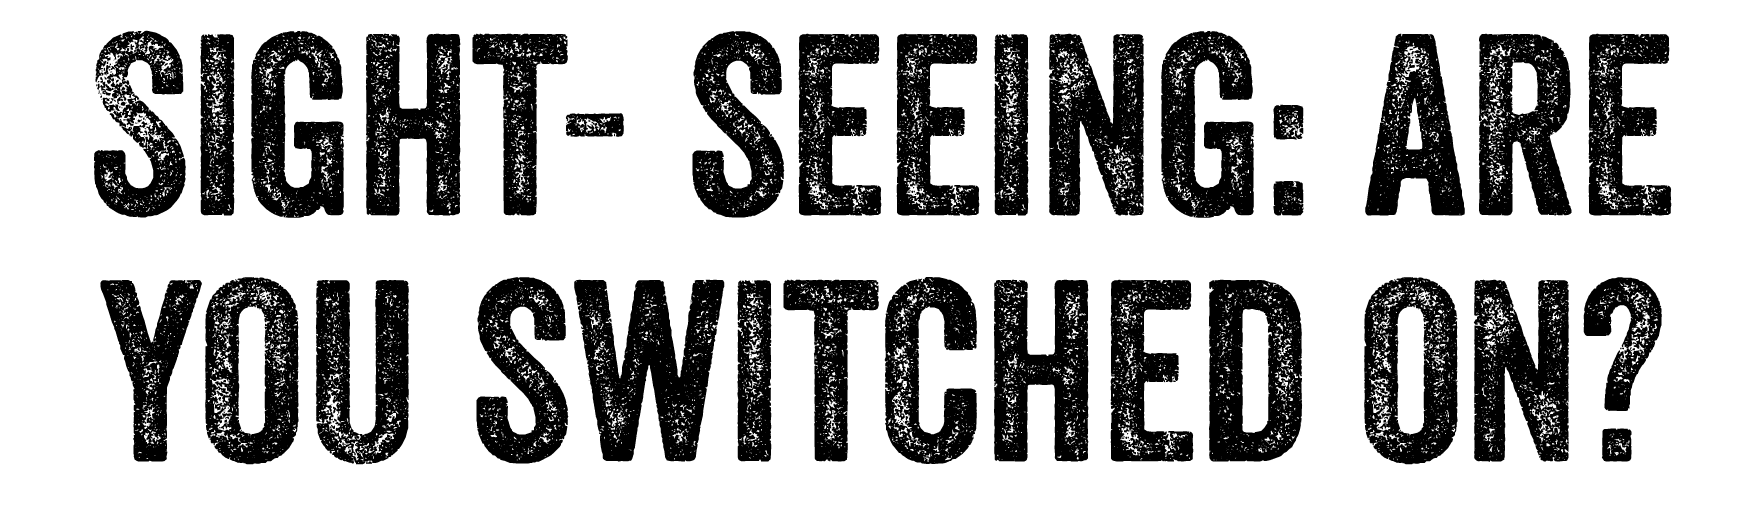 SIGHT- SEEING: ARE
YOU SWITCHED ON?